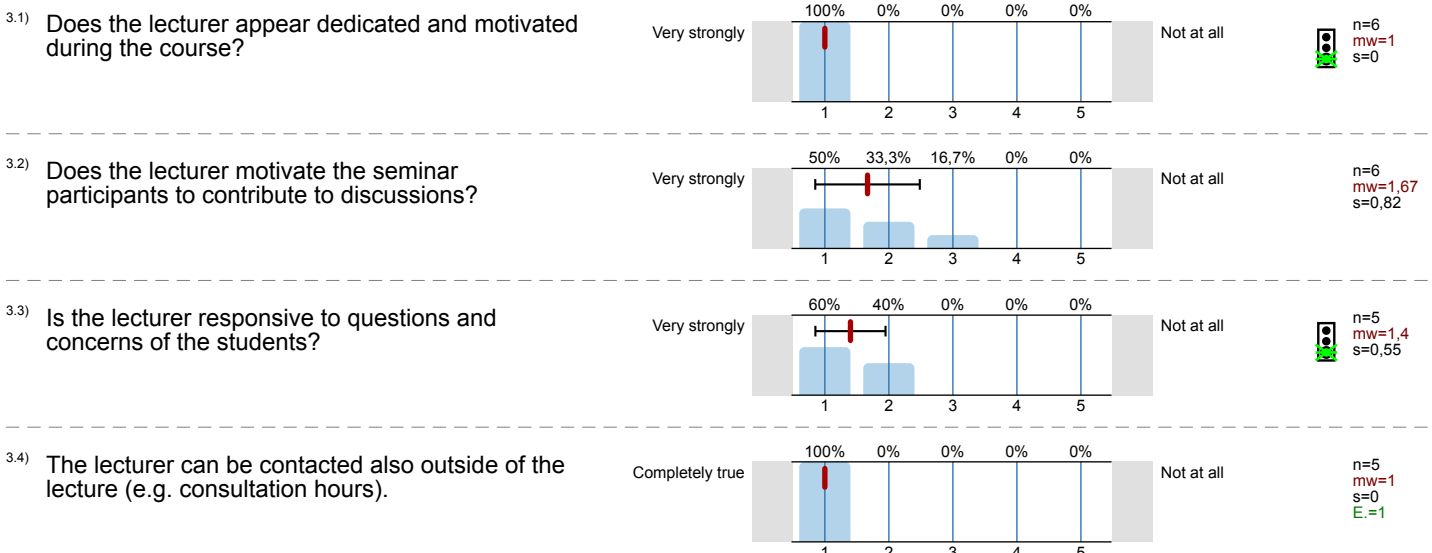 3.1) Does the lecturer appear dedicated and motivated
during the course?
100% 0% 0% 0% 0%
Very strongly Not at all
1 2 3 4 5
n=6
mw=1
s=0
3.2) Does the lecturer motivate the seminar
participants to contribute to discussions?
50% 33,3% 16,7% 0% 0%
Very strongly Not at all
1 2 3 4 5
n=6
mw=1,67
s=0,82
3.3) Is the lecturer responsive to questions and
concerns of the students?
60% 40% 0% 0% 0%
Very strongly Not at all
1 2 3 4 5
n=5
mw=1,4
s=0,55
3.4) The lecturer can be contacted also outside of the
lecture (e.g. consultation hours).
100% 0% 0% 0% 0%
Completely true Not at all
1 2 3 4 5
n=5
mw=1
s=0
E.=1